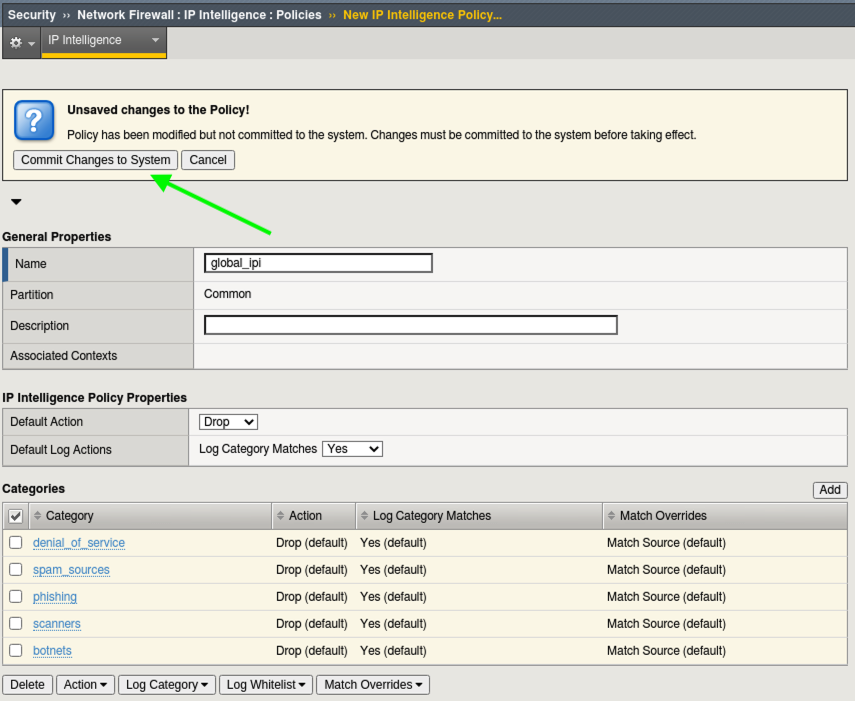 Security ›› Network Firewall : IP Intelligence : Policies ›› New IP Intelligence Policy...
IP Intelligence
Unsaved changes to the Policy!
Policy has been modified but not committed to the system. Changes must be committed to the system before taking effect.
Commit Changes to System Cancel
General Properties
Name global_ipi
Partition Common
Description
Associated Contexts
IP Intelligence Policy Properties
Default Action Drop
Default Log Actions Log Category Matches Yes
Categories Add
Category Action Log Category Matches Match Overrides
denial_of_service Drop (default) Yes (default) Match Source (default)
spam_sources Drop (default) Yes (default) Match Source (default)
phishing Drop (default) Yes (default) Match Source (default)
scanners Drop (default) Yes (default) Match Source (default)
botnets Drop (default) Yes (default) Match Source (default)
Delete Action Log Category Log Whitelist Match Overrides